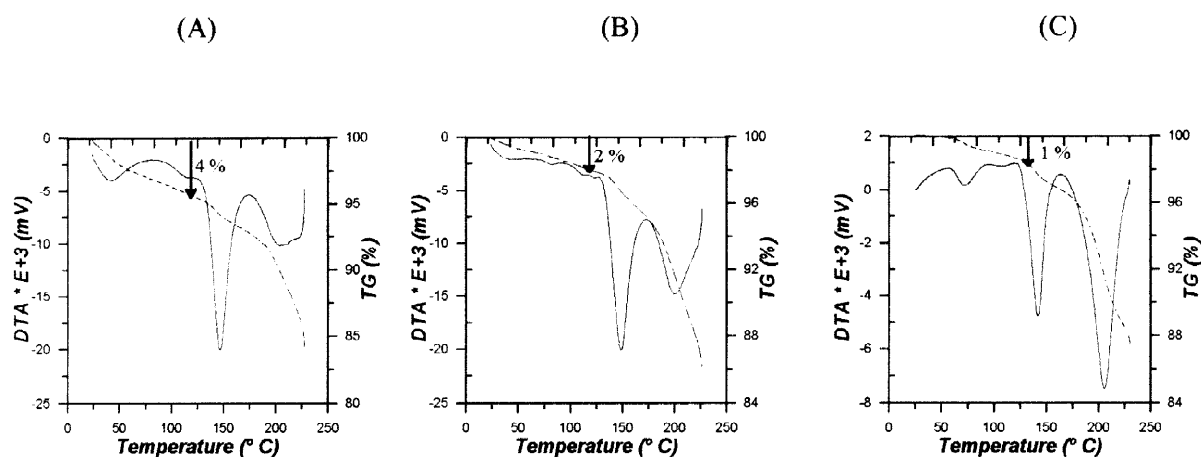 (A)
(B)
(C)
DTA * E+3 (mV)
0
-5
-10
-15
-20
-25
4 %
100
95
90
85
80
TG (%)
0 50 100 150 200 250
Temperature (° C)
DTA * E+3 (mV)
0
-5
-10
-15
-20
-25
2 %
100
96
92
88
84
TG (%)
0 50 100 150 200 250
Temperature (° C)
DTA * E+3 (mV)
2
0
-2
-4
-6
-8
1 %
100
96
92
88
84
TG (%)
0 50 100 150 200 250
Temperature (° C)